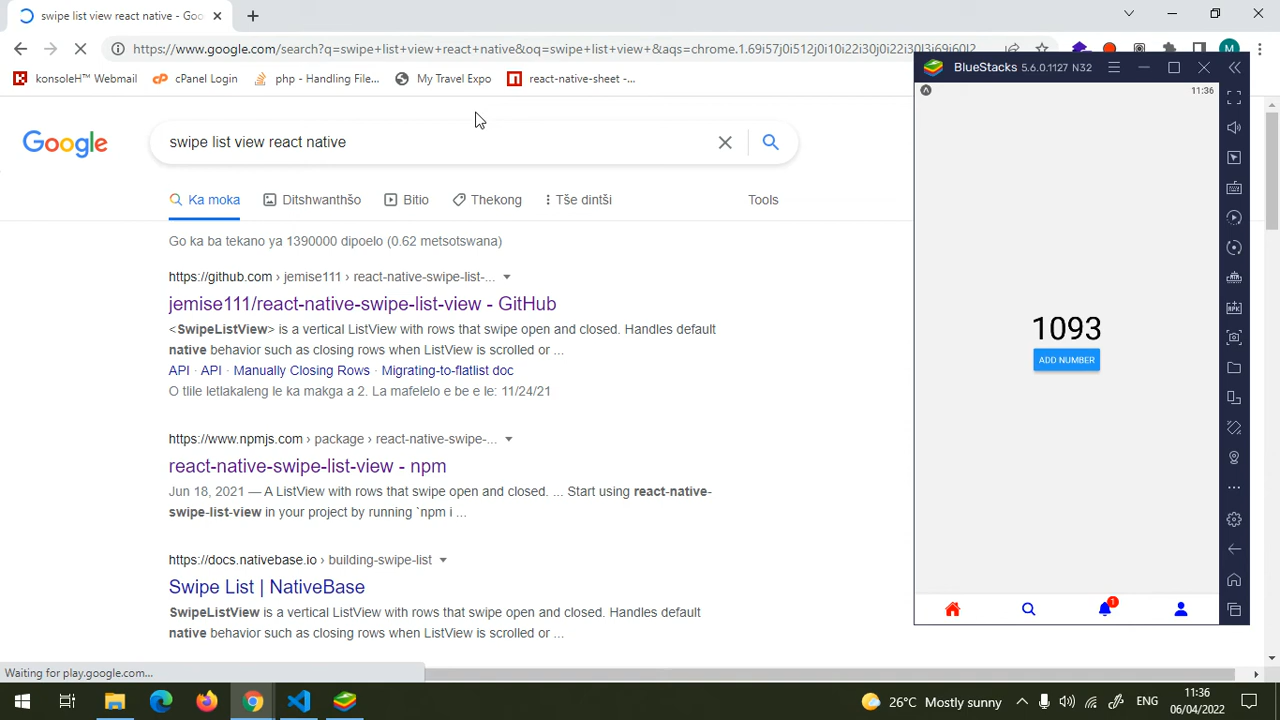 swipe list view react native - Goo
https://www.google.com/search?q=swipe+list+view+react+native&oq=swipe+list+view+&aqs=chrome.1.69i57j0i512j0i10i22i30j0i22i30l3j69i60l2
M
konsoleH™ Webmail
cPanel Login
php - Handling File...
My Travel Expo
react-native-sheet -...
BlueStacks 5.6.0.1127 N32
11:36
Google
swipe list view react native
Ka moka
Ditshwanthšo
Bitio
Thekong
Tše dintši
Tools
Go ka ba tekano ya 1390000 dipoelo (0.62 metsotswana)
https://github.com › jemise111 › react-native-swipe-list-...
jemise111/react-native-swipe-list-view - GitHub
<SwipeListView> is a vertical ListView with rows that swipe open and closed. Handles default
native behavior such as closing rows when ListView is scrolled or ...
API · API · Manually Closing Rows · Migrating-to-flatlist doc
O tlile letlakaleng le ka makga a 2. La mafelelo e be e le: 11/24/21
https://www.npmjs.com › package › react-native-swipe-...
react-native-swipe-list-view - npm
Jun 18, 2021 — A ListView with rows that swipe open and closed. ... Start using react-native-
swipe-list-view in your project by running `npm i ...
https://docs.nativebase.io › building-swipe-list
Swipe List | NativeBase
SwipeListView is a vertical ListView with rows that swipe open and closed. Handles default
native behavior such as closing rows when ListView is scrolled or ...
1093
ADD NUMBER
1
Waiting for play.google.com...
26°C Mostly sunny
ENG
11:36
06/04/2022